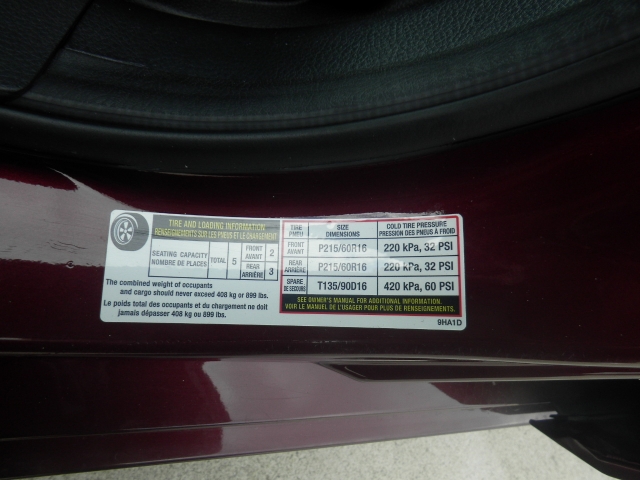 TIRE AND LOADING INFORMATION
RENSEIGNEMENTS SUR LES PNEUS ET LE CHARGEMENT
SEATING CAPACITY
NOMBRE DE PLACES
TOTAL 5
FRONT
AVANT 2
REAR
ARRIÈRE 3
The combined weight of occupants
and cargo should never exceed 408 kg or 899 lbs.
Le poids total des occupants et du chargement ne doit
jamais dépasser 408 kg ou 899 lbs.
TIRE
PNEU
SIZE
DIMENSIONS
COLD TIRE PRESSURE
PRESSION DES PNEUS À FROID
FRONT
AVANT
P215/60R16
220 kPa, 32 PSI
REAR
ARRIÈRE
P215/60R16
220 kPa, 32 PSI
SPARE
DE SECOURS
T135/90D16
420 kPa, 60 PSI
SEE OWNER'S MANUAL FOR ADDITIONAL INFORMATION.
VOIR LE MANUEL DE L'USAGER POUR PLUS DE RENSEIGNEMENTS.
9HA1D